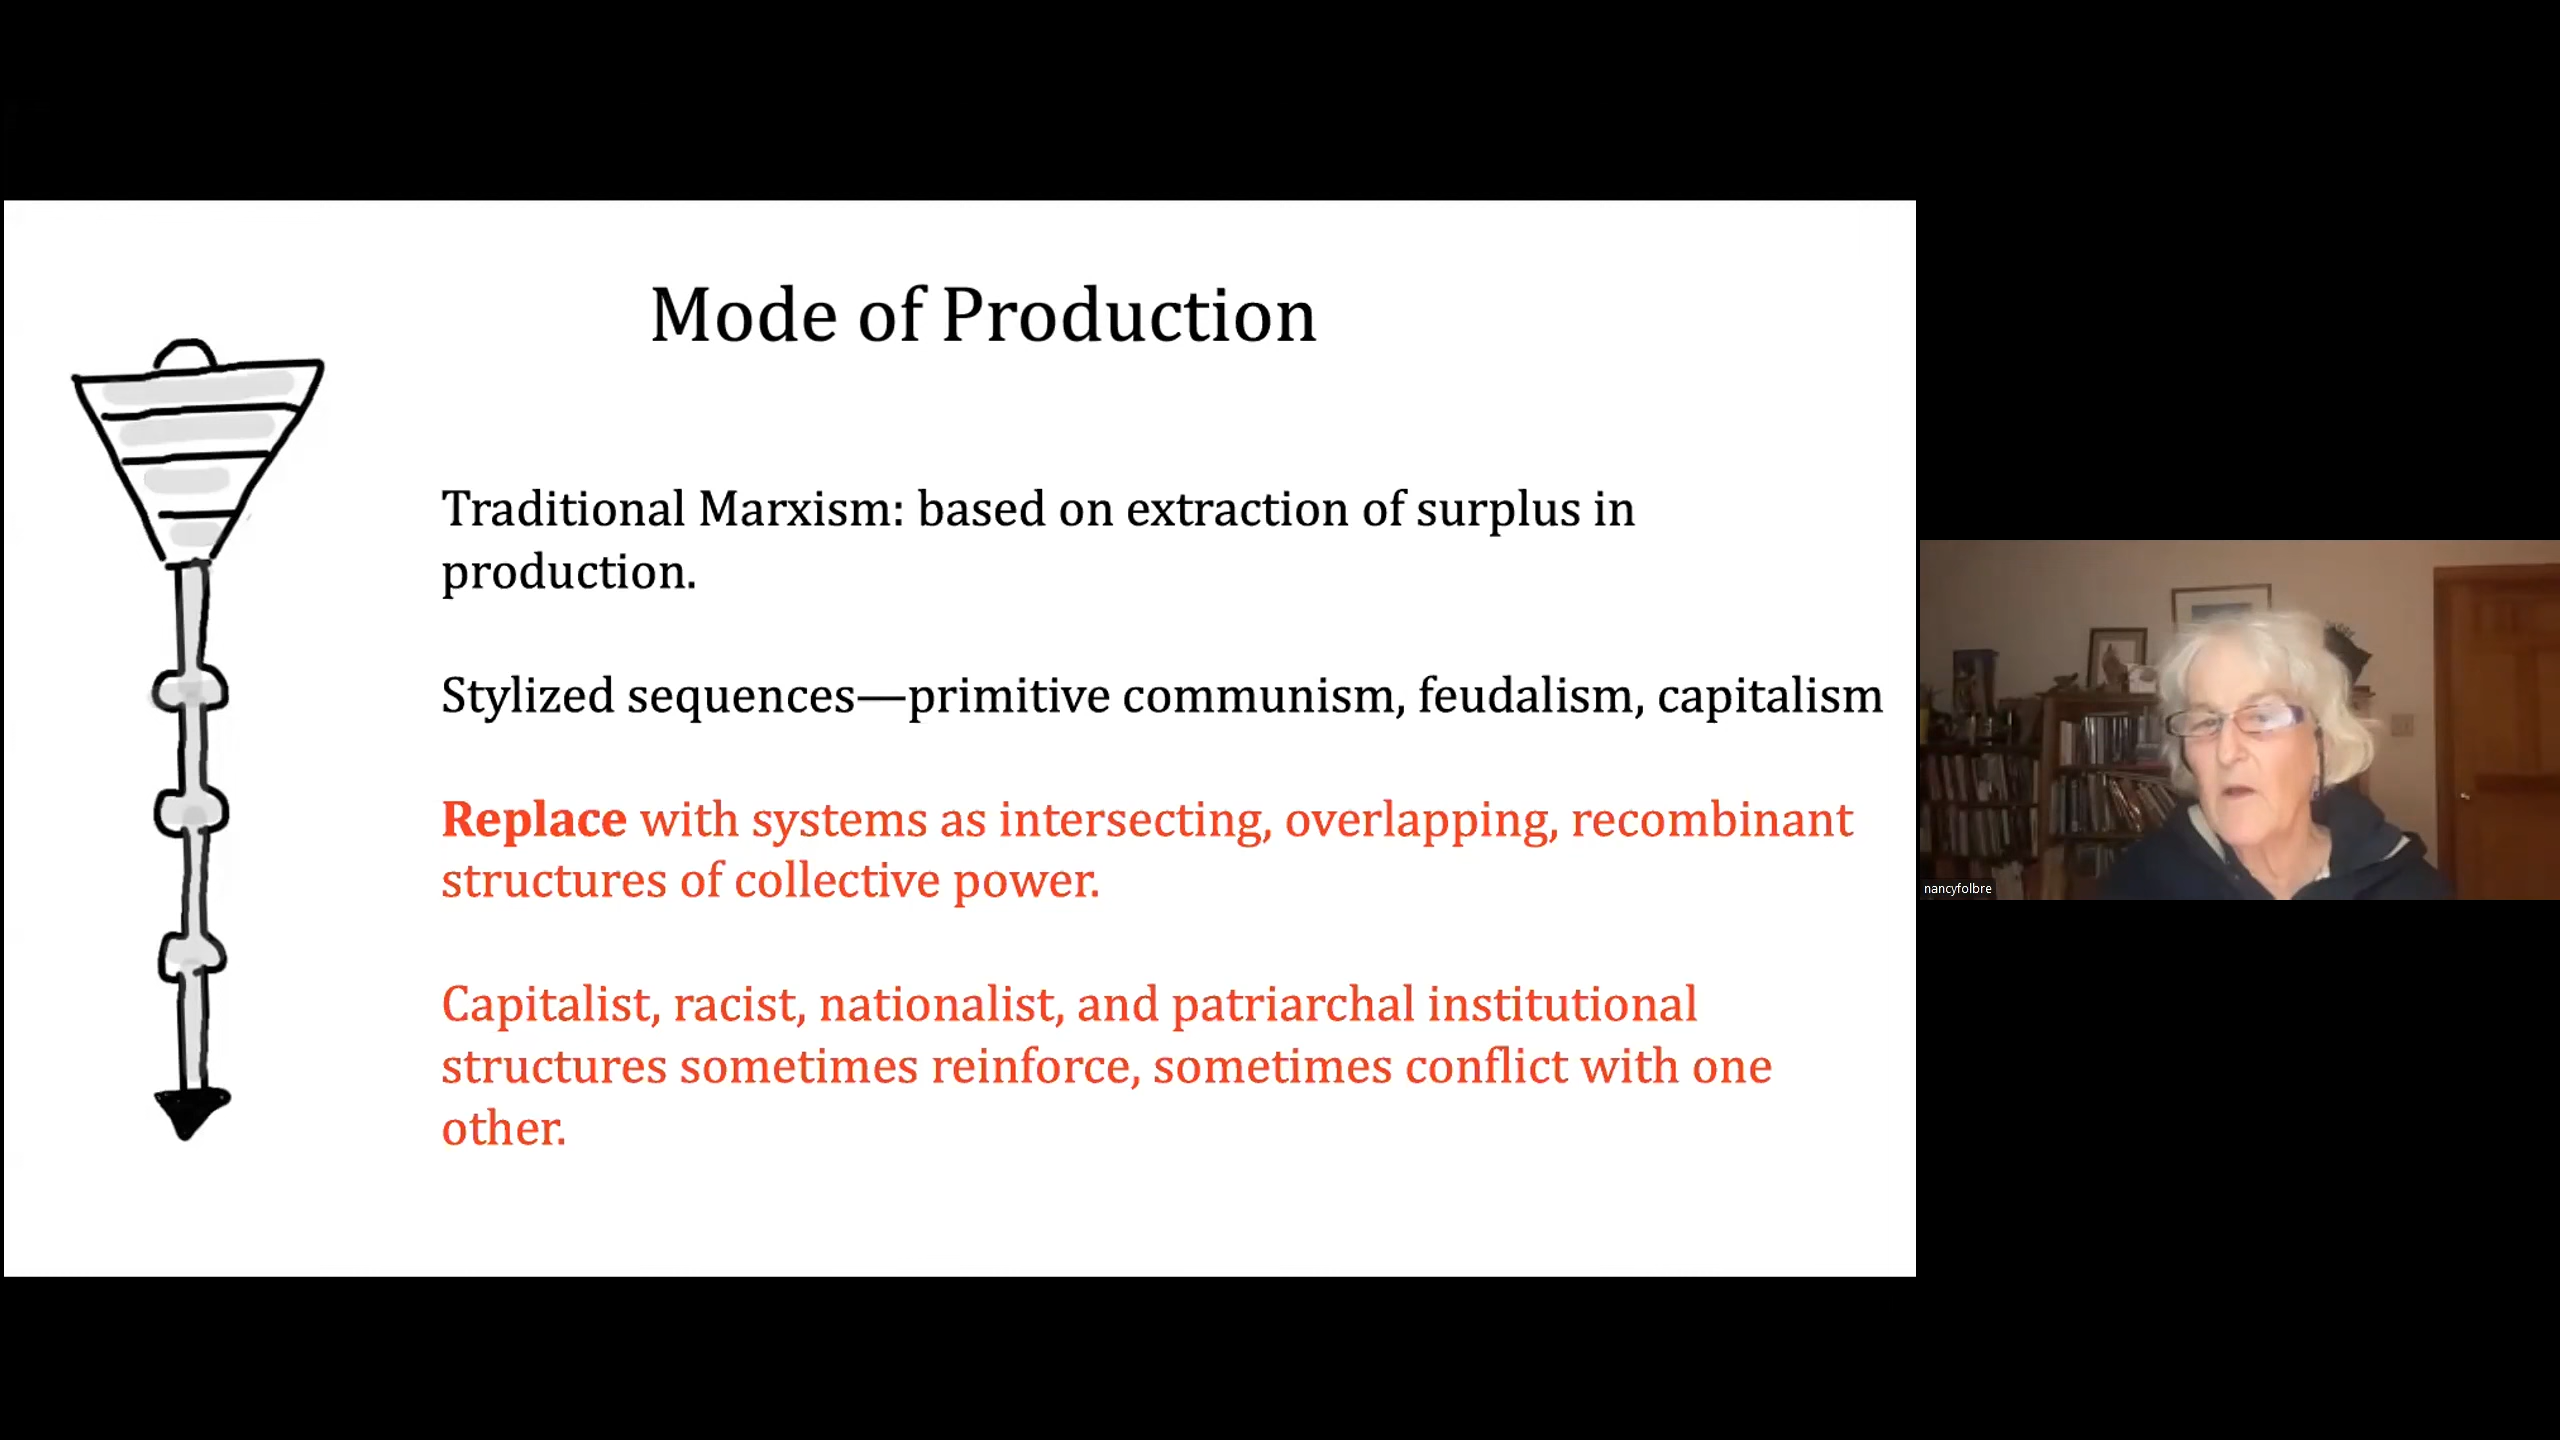 Mode of Production
Traditional Marxism: based on extraction of surplus in
production.
Stylized sequences—primitive communism, feudalism, capitalism
Replace with systems as intersecting, overlapping, recombinant
structures of collective power.
Capitalist, racist, nationalist, and patriarchal institutional
structures sometimes reinforce, sometimes conflict with one
other.
nancyfolbre